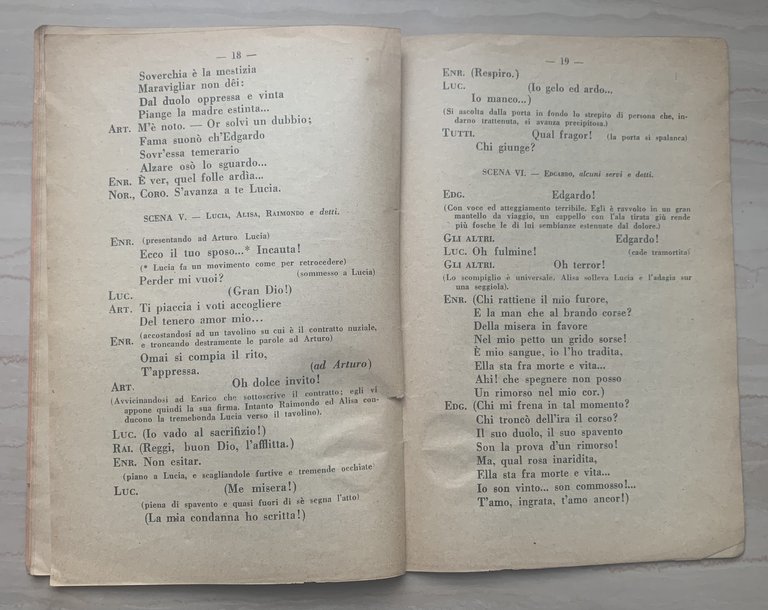 — 18 —
Soverchia è la mestizia
Maravigliar non dêi:
Dal duolo oppressa e vinta
Piange la madre estinta...
ART. M'è noto. — Or solvi un dubbio;
Fama suonò ch'Edgardo
Sovr'essa temerario
Alzare osò lo sguardo...
ENR. È ver, quel folle ardìa...
NOR., CORO. S'avanza a te Lucia.
SCENA V. — LUCIA, ALISA, RAIMONDO e detti.
ENR. (presentando ad Arturo Lucia)
Ecco il tuo sposo...* Incauta!
(* Lucia fa un movimento come per retrocedere)
Perder mi vuoi? (sommesso a Lucia)
LUC. (Gran Dio!)
ART. Ti piaccia i voti accogliere
Del tenero amor mio...
ENR. (accostandosi ad un tavolino su cui è il contratto nuziale,
e troncando destramente le parole ad Arturo)
Omai si compia il rito,
T'appressa. (ad Arturo)
ART. Oh dolce invito!
(Avvicinandosi ad Enrico che sottoscrive il contratto; egli vi
appone quindi la sua firma. Intanto Raimondo ed Alisa con-
ducono la tremebonda Lucia verso il tavolino).
LUC. (Io vado al sacrifizio!)
RAI. (Reggi, buon Dio, l'afflitta.)
ENR. Non esitar.
(piano a Lucia, e scagliandole furtive e tremende occhiate)
LUC. (Me misera!)
(piena di spavento e quasi fuori di sè segna l'atto)
(La mia condanna ho scritta!)
— 19 —
ENR. (Respiro.)
LUC. (Io gelo ed ardo...
Io manco...)
(Si ascolta dalla porta in fondo lo strepito di persona che, in-
darno trattenuta, si avanza precipitosa.)
TUTTI. Qual fragor! (la porta si spalanca)
Chi giunge?
SCENA VI. — EDGARDO, alcuni servi e detti.
EDG. Edgardo!
(Con voce ed atteggiamento terribile. Egli è ravvolto in un gran
mantello da viaggio, un cappello con l'ala tirata giù rende
più fosche le di lui sembianze estenuate dal dolore.)
GLI ALTRI. Edgardo!
LUC. Oh fulmine! (cade tramortita)
GLI ALTRI. Oh terror!
(Lo scompiglio è universale. Alisa solleva Lucia e l'adagia su
una seggiola).
ENR. (Chi rattiene il mio furore,
E la man che al brando corse?
Della misera in favore
Nel mio petto un grido sorse!
È mio sangue, io l'ho tradita,
Ella sta fra morte e vita...
Ahi! che spegnere non posso
Un rimorso nel mio cor.)
EDG. (Chi mi frena in tal momento?
Chi troncò dell'ira il corso?
Il suo duolo, il suo spavento
Son la prova d'un rimorso!
Ma, qual rosa inaridita,
Ella sta fra morte e vita...
Io son vinto... son commosso!...
T'amo, ingrata, t'amo ancor!)